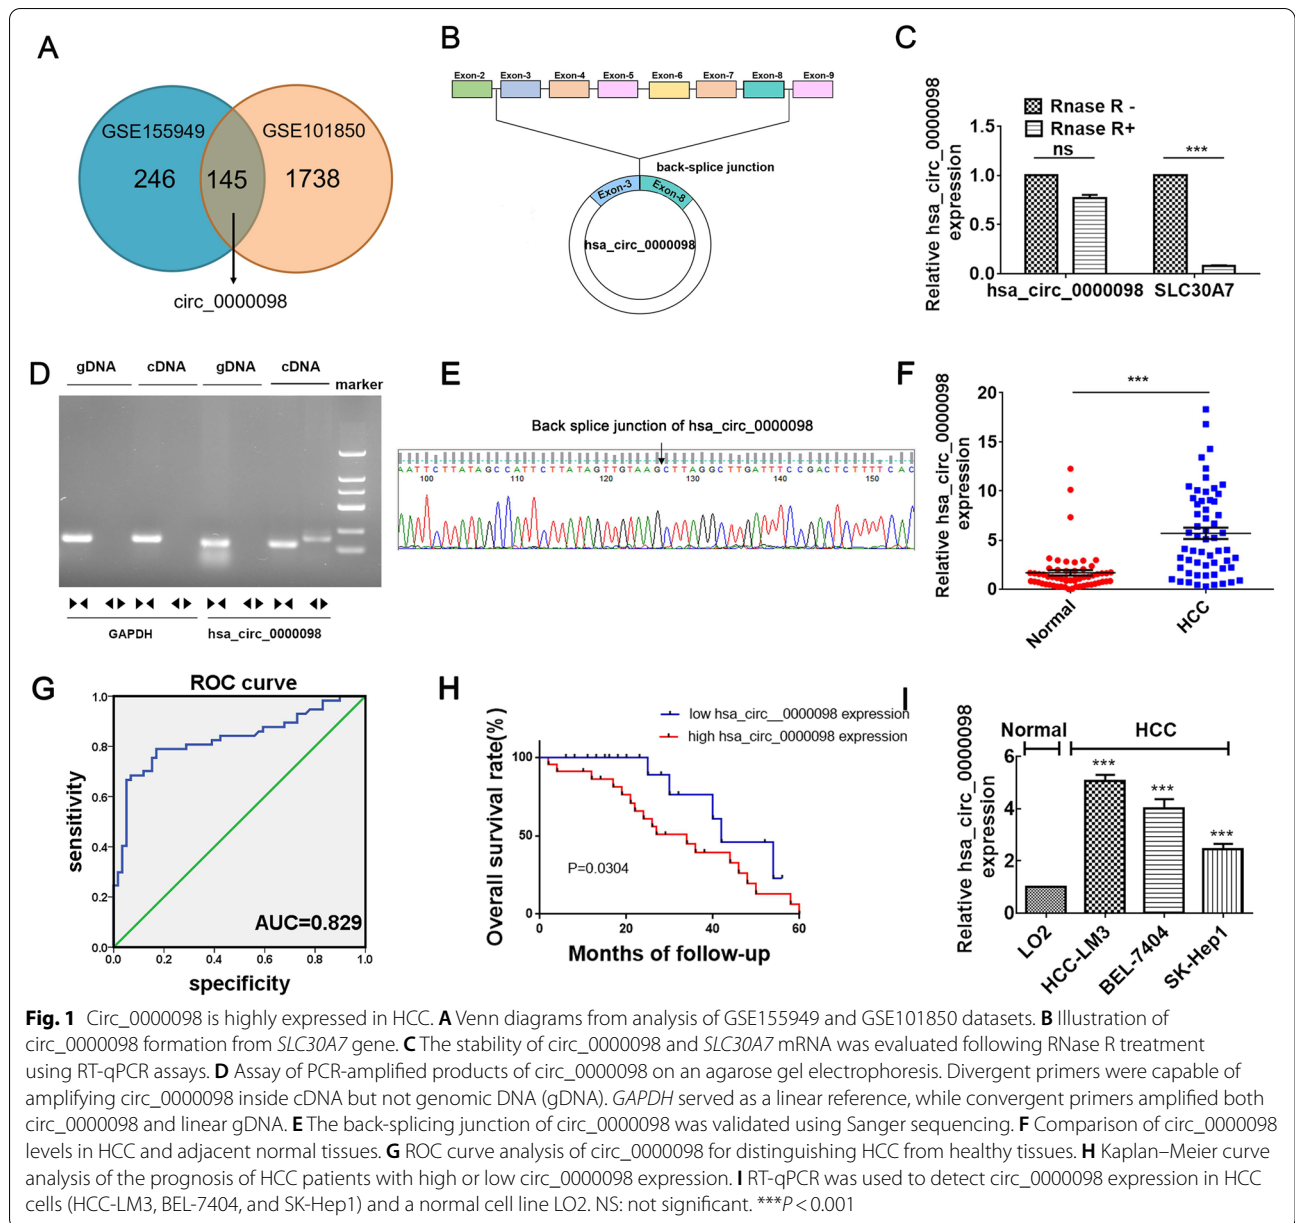 A
GSE155949
GSE101850
246
145
1738
circ_0000098
B
Exon-2 Exon-3 Exon-4 Exon-5 Exon-6 Exon-7 Exon-8 Exon-9
back-splice junction
Exon-3 Exon-8
hsa_circ_0000098
C
Relative hsa_circ_0000098
expression
Rnase R -
Rnase R+
1.5
1.0
0.5
0.0
ns
***
hsa_circ_0000098 SLC30A7
D
gDNA cDNA gDNA cDNA
marker
GAPDH hsa_circ_0000098
E
Back splice junction of hsa_circ_0000098
AATTCTTATAGCCATTCTTATAGTTGTAAGCTTAGGCTTGATTTCCGACTCTTTTCAC
100 110 120 130 140 150
F
Relative hsa_circ_0000098
expression
20
15
10
5
0
***
Normal HCC
G
ROC curve
sensitivity
1.0
0.8
0.6
0.4
0.2
0.0
AUC=0.829
0.0 0.2 0.4 0.6 0.8 1.0
specificity
H
low hsa_circ__0000098 expression
high hsa_circ_0000098 expression
Overall survival rate(%)
100
50
0
P=0.0304
0 20 40 60
Months of follow-up
I
Relative hsa_circ_0000098
expression
Normal HCC
6
4
2
0
***
***
***
LO2 HCC-LM3 BEL-7404 SK-Hep1
Fig. 1 Circ_0000098 is highly expressed in HCC. A Venn diagrams from analysis of GSE155949 and GSE101850 datasets. B Illustration of
circ_0000098 formation from SLC30A7 gene. C The stability of circ_0000098 and SLC30A7 mRNA was evaluated following RNase R treatment
using RT-qPCR assays. D Assay of PCR-amplified products of circ_0000098 on an agarose gel electrophoresis. Divergent primers were capable of
amplifying circ_0000098 inside cDNA but not genomic DNA (gDNA). GAPDH served as a linear reference, while convergent primers amplified both
circ_0000098 and linear gDNA. E The back-splicing junction of circ_0000098 was validated using Sanger sequencing. F Comparison of circ_0000098
levels in HCC and adjacent normal tissues. G ROC curve analysis of circ_0000098 for distinguishing HCC from healthy tissues. H Kaplan–Meier curve
analysis of the prognosis of HCC patients with high or low circ_0000098 expression. I RT-qPCR was used to detect circ_0000098 expression in HCC
cells (HCC-LM3, BEL-7404, and SK-Hep1) and a normal cell line LO2. NS: not significant. ***P < 0.001